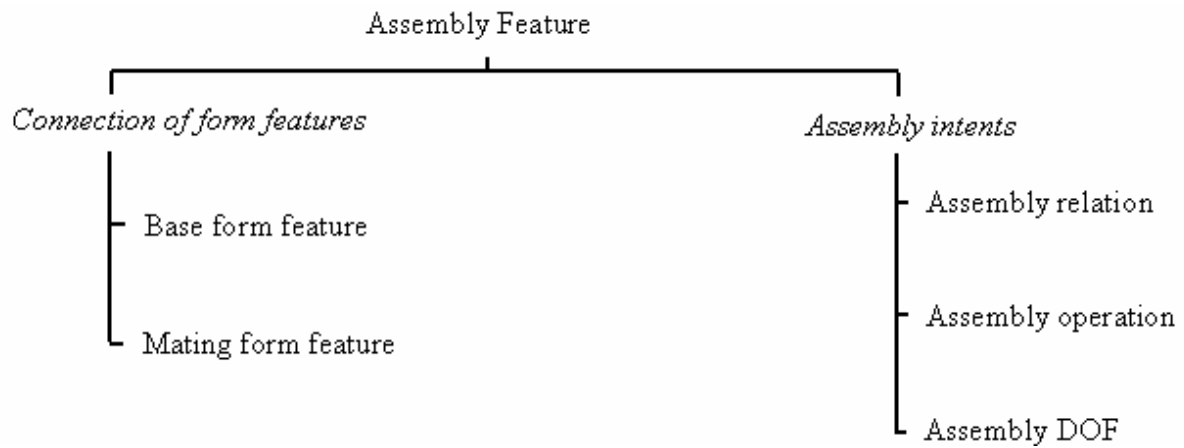 Assembly Feature
Connection of form features
Base form feature
Mating form feature
Assembly intents
Assembly relation
Assembly operation
Assembly DOF